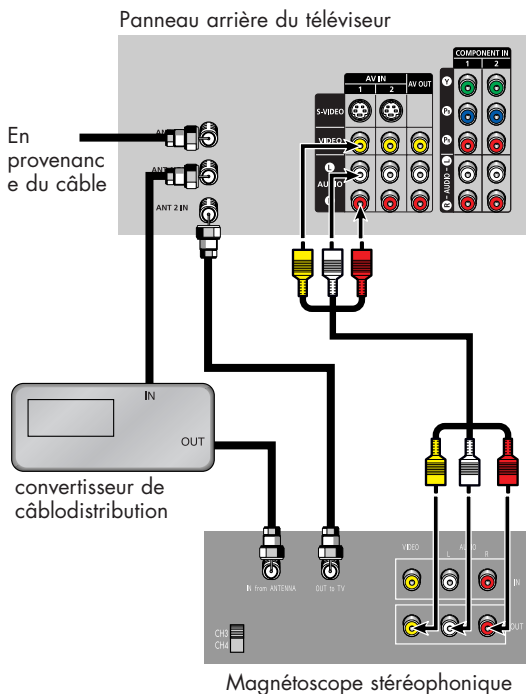 Panneau arrière du téléviseur
COMPONENT IN
1 2
AV IN
1 2
AV OUT
S-VIDEO
VIDEO
L
AUDIO
Y
PB
PR
R - AUDIO - L
En
provenanc
e du câble
ANT 2 IN
IN
OUT
convertisseur de
câblodistribution
VIDEO
L
R
IN
OUT
IN from ANTENNA
OUT to TV
CH3
CH4
Magnétoscope stéréophonique